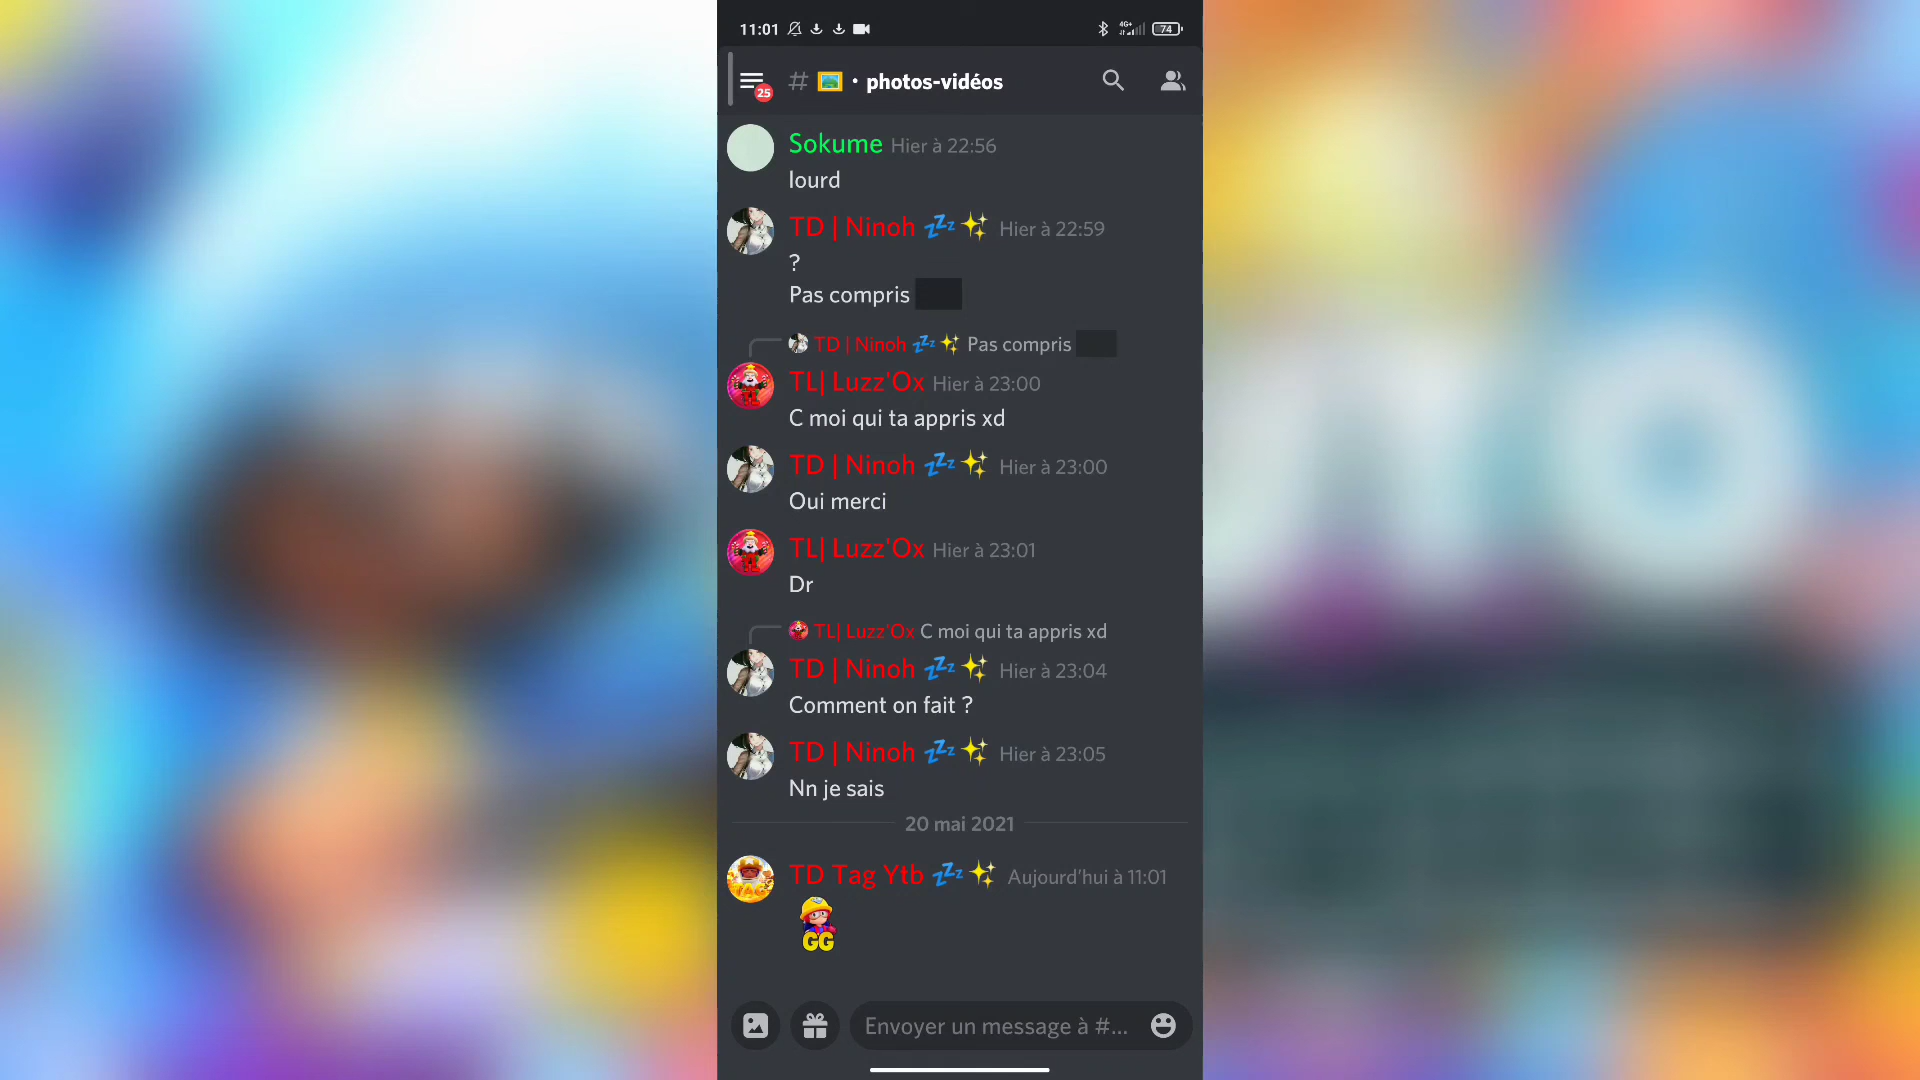 11:01 4G+ 74
25 # • photos-vidéos
Sokume Hier à 22:56
lourd
TD | Ninoh 💤✨ Hier à 22:59
?
Pas compris
TD | Ninoh 💤✨ Pas compris
TL| Luzz'Ox Hier à 23:00
C moi qui ta appris xd
TD | Ninoh 💤✨ Hier à 23:00
Oui merci
TL| Luzz'Ox Hier à 23:01
Dr
TL| Luzz'Ox C moi qui ta appris xd
TD | Ninoh 💤✨ Hier à 23:04
Comment on fait ?
TD | Ninoh 💤✨ Hier à 23:05
Nn je sais
20 mai 2021
TD Tag Ytb 💤✨ Aujourd'hui à 11:01
GG
Envoyer un message à #...